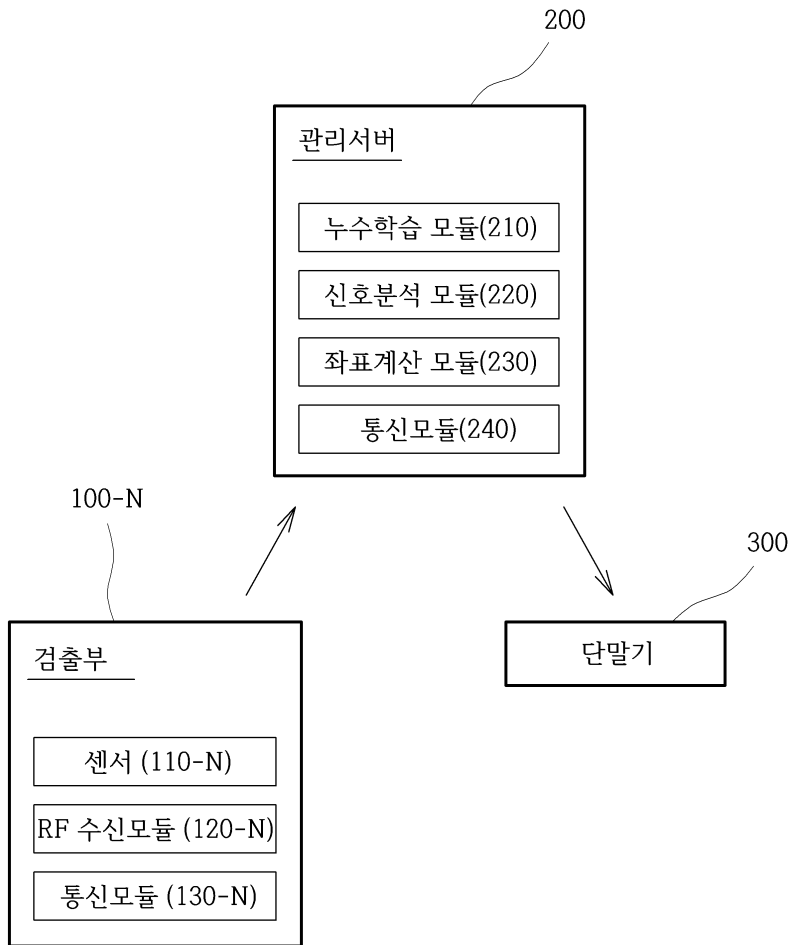 200
관리서버
누수학습 모듈(210)
신호분석 모듈(220)
좌표계산 모듈(230)
통신모듈(240)
100-N
300
검출부
단말기
센서 (110-N)
RF 수신모듈 (120-N)
통신모듈 (130-N)